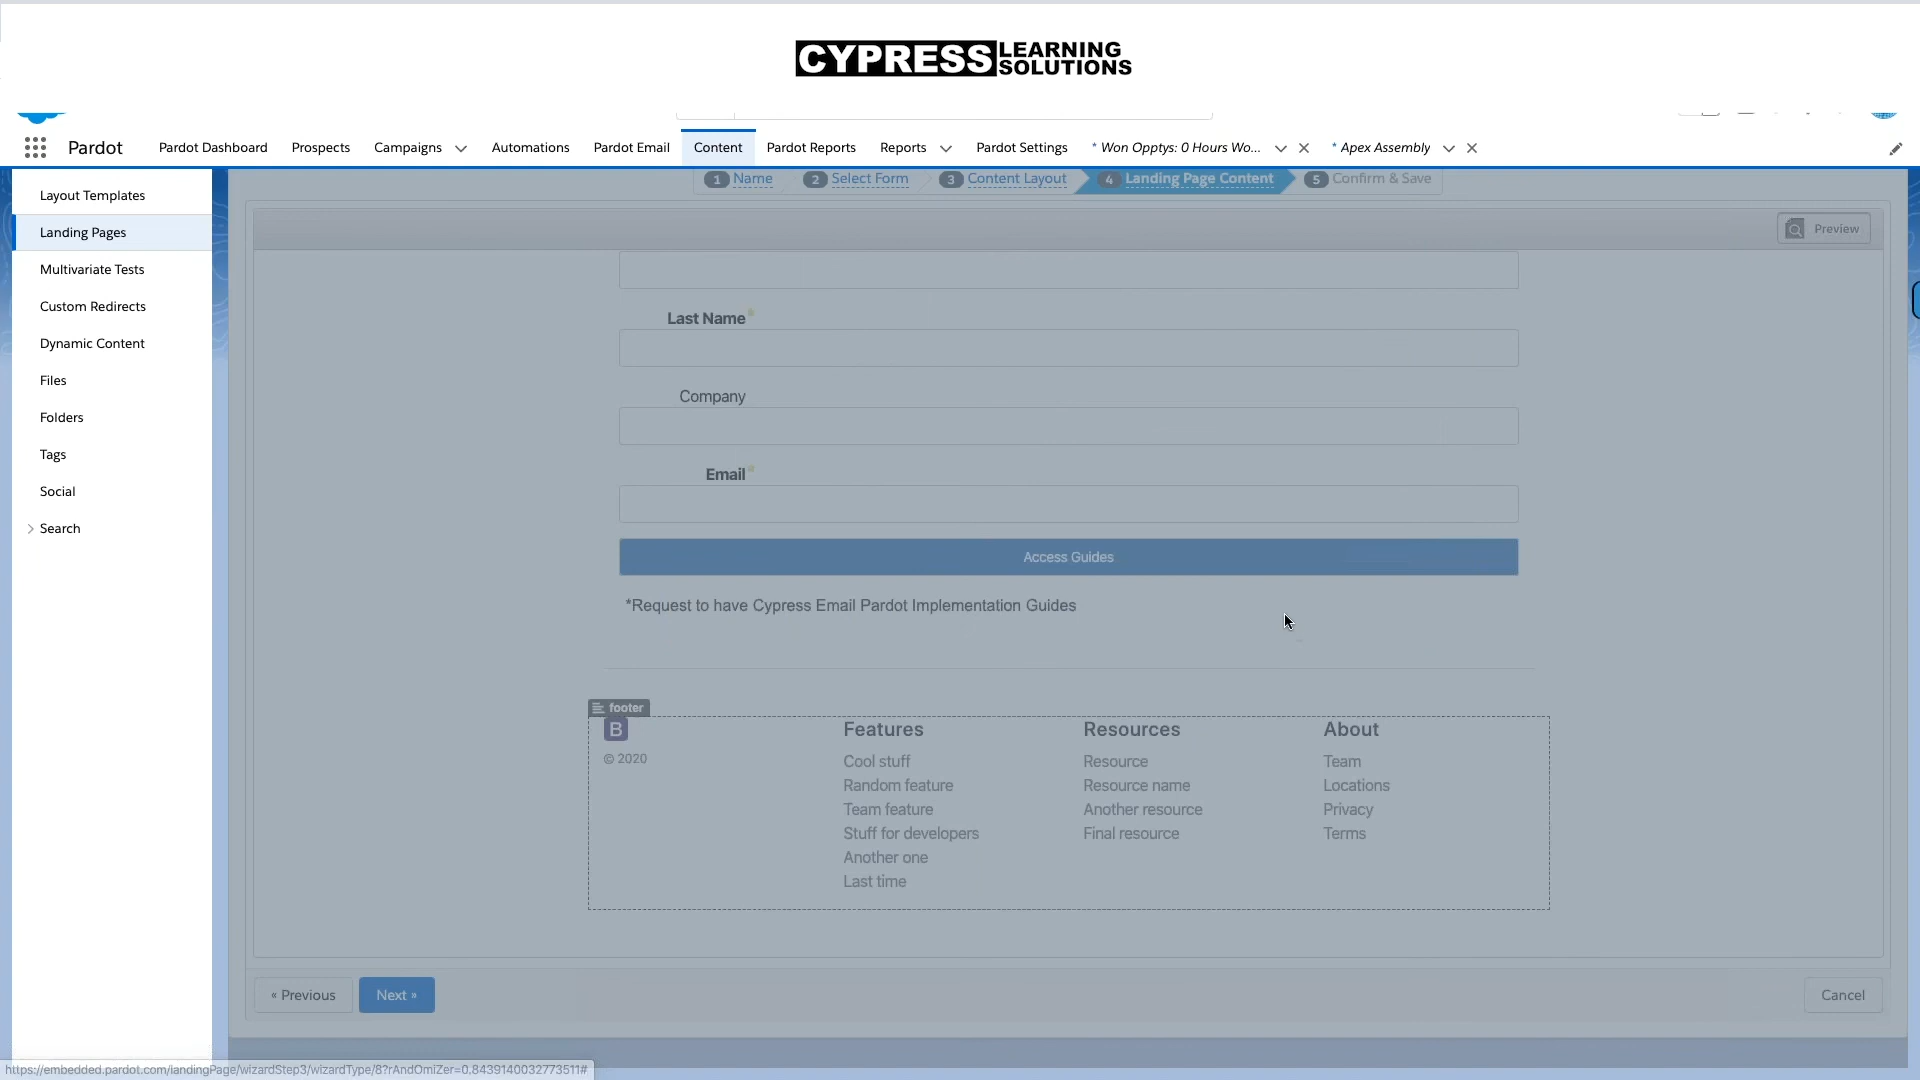 CYPRESS LEARNING SOLUTIONS
Pardot
Pardot Dashboard Prospects Campaigns Automations Pardot Email Content Pardot Reports Reports Pardot Settings * Won Opptys: 0 Hours Wo... * Apex Assembly
1 Name 2 Select Form 3 Content Layout 4 Landing Page Content 5 Confirm & Save
Layout Templates
Landing Pages
Multivariate Tests
Custom Redirects
Dynamic Content
Files
Folders
Tags
Social
Search
Preview
Last Name*
Company
Email*
Access Guides
*Request to have Cypress Email Pardot Implementation Guides
footer
B
© 2020
Features
Cool stuff
Random feature
Team feature
Stuff for developers
Another one
Last time
Resources
Resource
Resource name
Another resource
Final resource
About
Team
Locations
Privacy
Terms
« Previous Next » Cancel
https://embedded.pardot.com/landingPage/wizardStep3/wizardType/8?rAndOmiZer=0.8439140032773511#